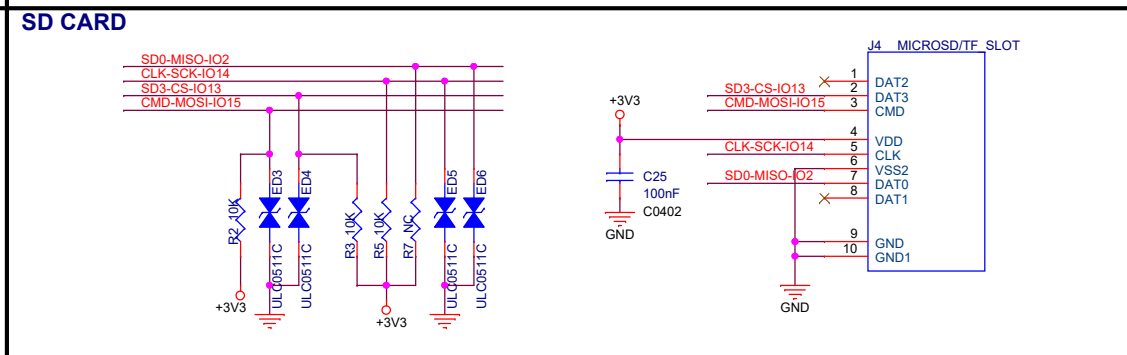 SD CARD
SD0-MISO-IO2
CLK-SCK-IO14
SD3-CS-IO13
CMD-MOSI-IO15
R2 10K
ED3
ULC0511C
ED4
ULC0511C
R3 10K
R5 10K
R7 NC
ED5
ULC0511C
ED6
ULC0511C
+3V3
+3V3
+3V3
C25
100nF
C0402
GND
J4 MICROSD/TF_SLOT
SD3-CS-IO13
CMD-MOSI-IO15
CLK-SCK-IO14
SD0-MISO-IO2
1 DAT2
2 DAT3
3 CMD
4 VDD
5 CLK
6 VSS2
7 DAT0
8 DAT1
9 GND
10 GND1
GND